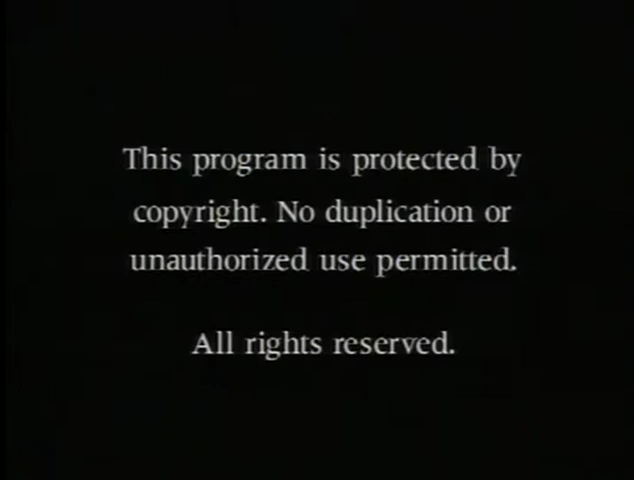 This program is protected by
copyright. No duplication or
unauthorized use permitted.
All rights reserved.